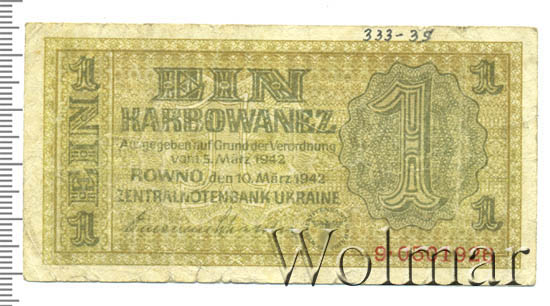 333-39
1 EIN 1
KARBOWANEZ
Ausgegeben auf Grund der Verordnung
vom 5. März 1942
ROWNO, den 10. März 1942
ZENTRALNOTENBANK UKRAINE
1
EIN
1
1
Wolmar